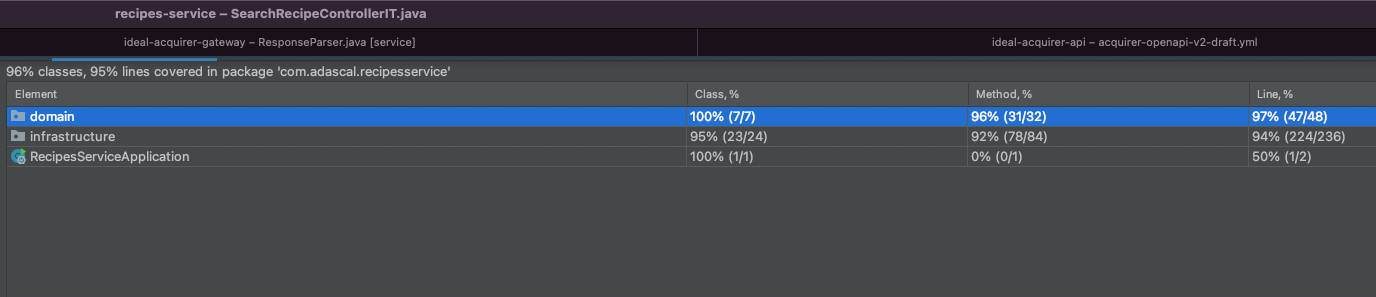 recipes-service – SearchRecipeControllerIT.java
ideal-acquirer-gateway – ResponseParser.java [service] ideal-acquirer-api – acquirer-openapi-v2-draft.yml
96% classes, 95% lines covered in package 'com.adascal.recipesservice'
Element Class, % Method, % Line, %
domain 100% (7/7) 96% (31/32) 97% (47/48)
infrastructure 95% (23/24) 92% (78/84) 94% (224/236)
RecipesServiceApplication 100% (1/1) 0% (0/1) 50% (1/2)